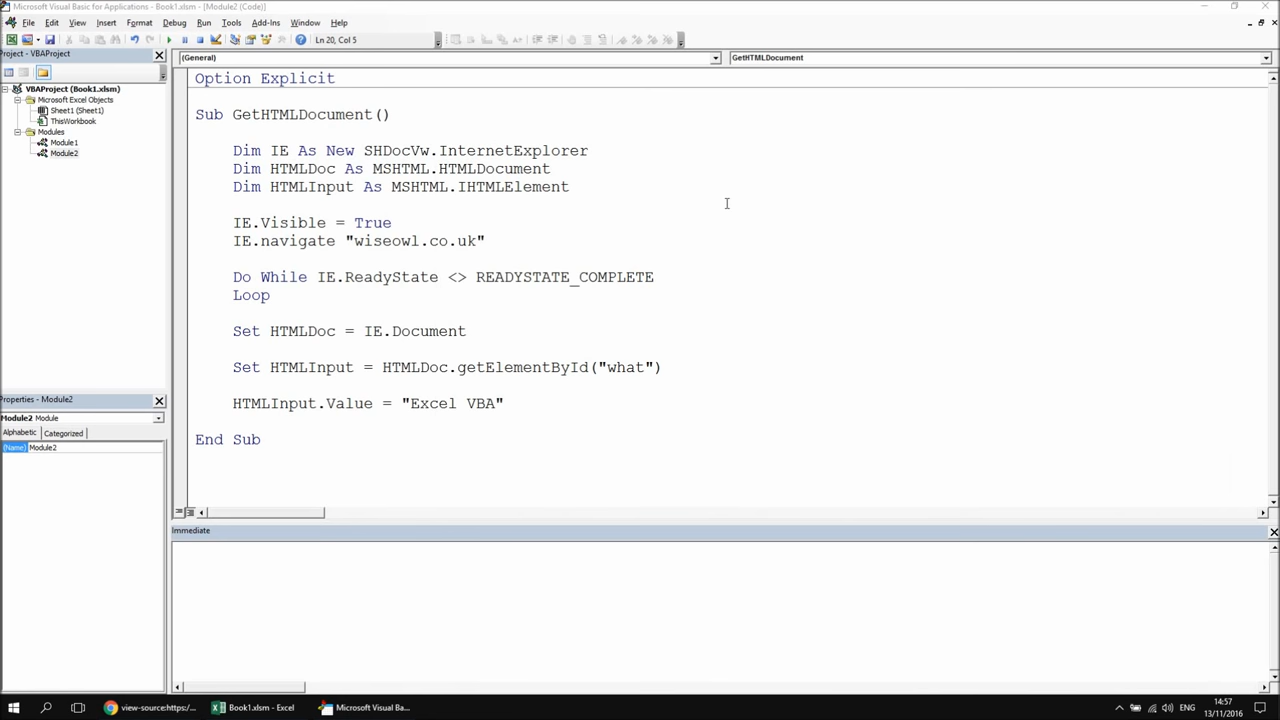 Microsoft Visual Basic for Applications - Book1.xlsm - [Module2 (Code)]
File Edit View Insert Format Debug Run Tools Add-Ins Window Help
Ln 20, Col 5
Project - VBAProject
(General)
GetHTMLDocument
VBAProject (Book1.xlsm)
Microsoft Excel Objects
Sheet1 (Sheet1)
ThisWorkbook
Modules
Module1
Module2
Option Explicit
Sub GetHTMLDocument()
Dim IE As New SHDocVw.InternetExplorer
Dim HTMLDoc As MSHTML.HTMLDocument
Dim HTMLInput As MSHTML.IHTMLElement
IE.Visible = True
IE.navigate "wiseowl.co.uk"
Do While IE.ReadyState <> READYSTATE_COMPLETE
Loop
Set HTMLDoc = IE.Document
Set HTMLInput = HTMLDoc.getElementById("what")
HTMLInput.Value = "Excel VBA"
End Sub
Properties - Module2
Module2 Module
Alphabetic Categorized
(Name) Module2
Immediate
view-source:https:/...
Book1.xlsm - Excel
Microsoft Visual Ba...
ENG
14:57
13/11/2016